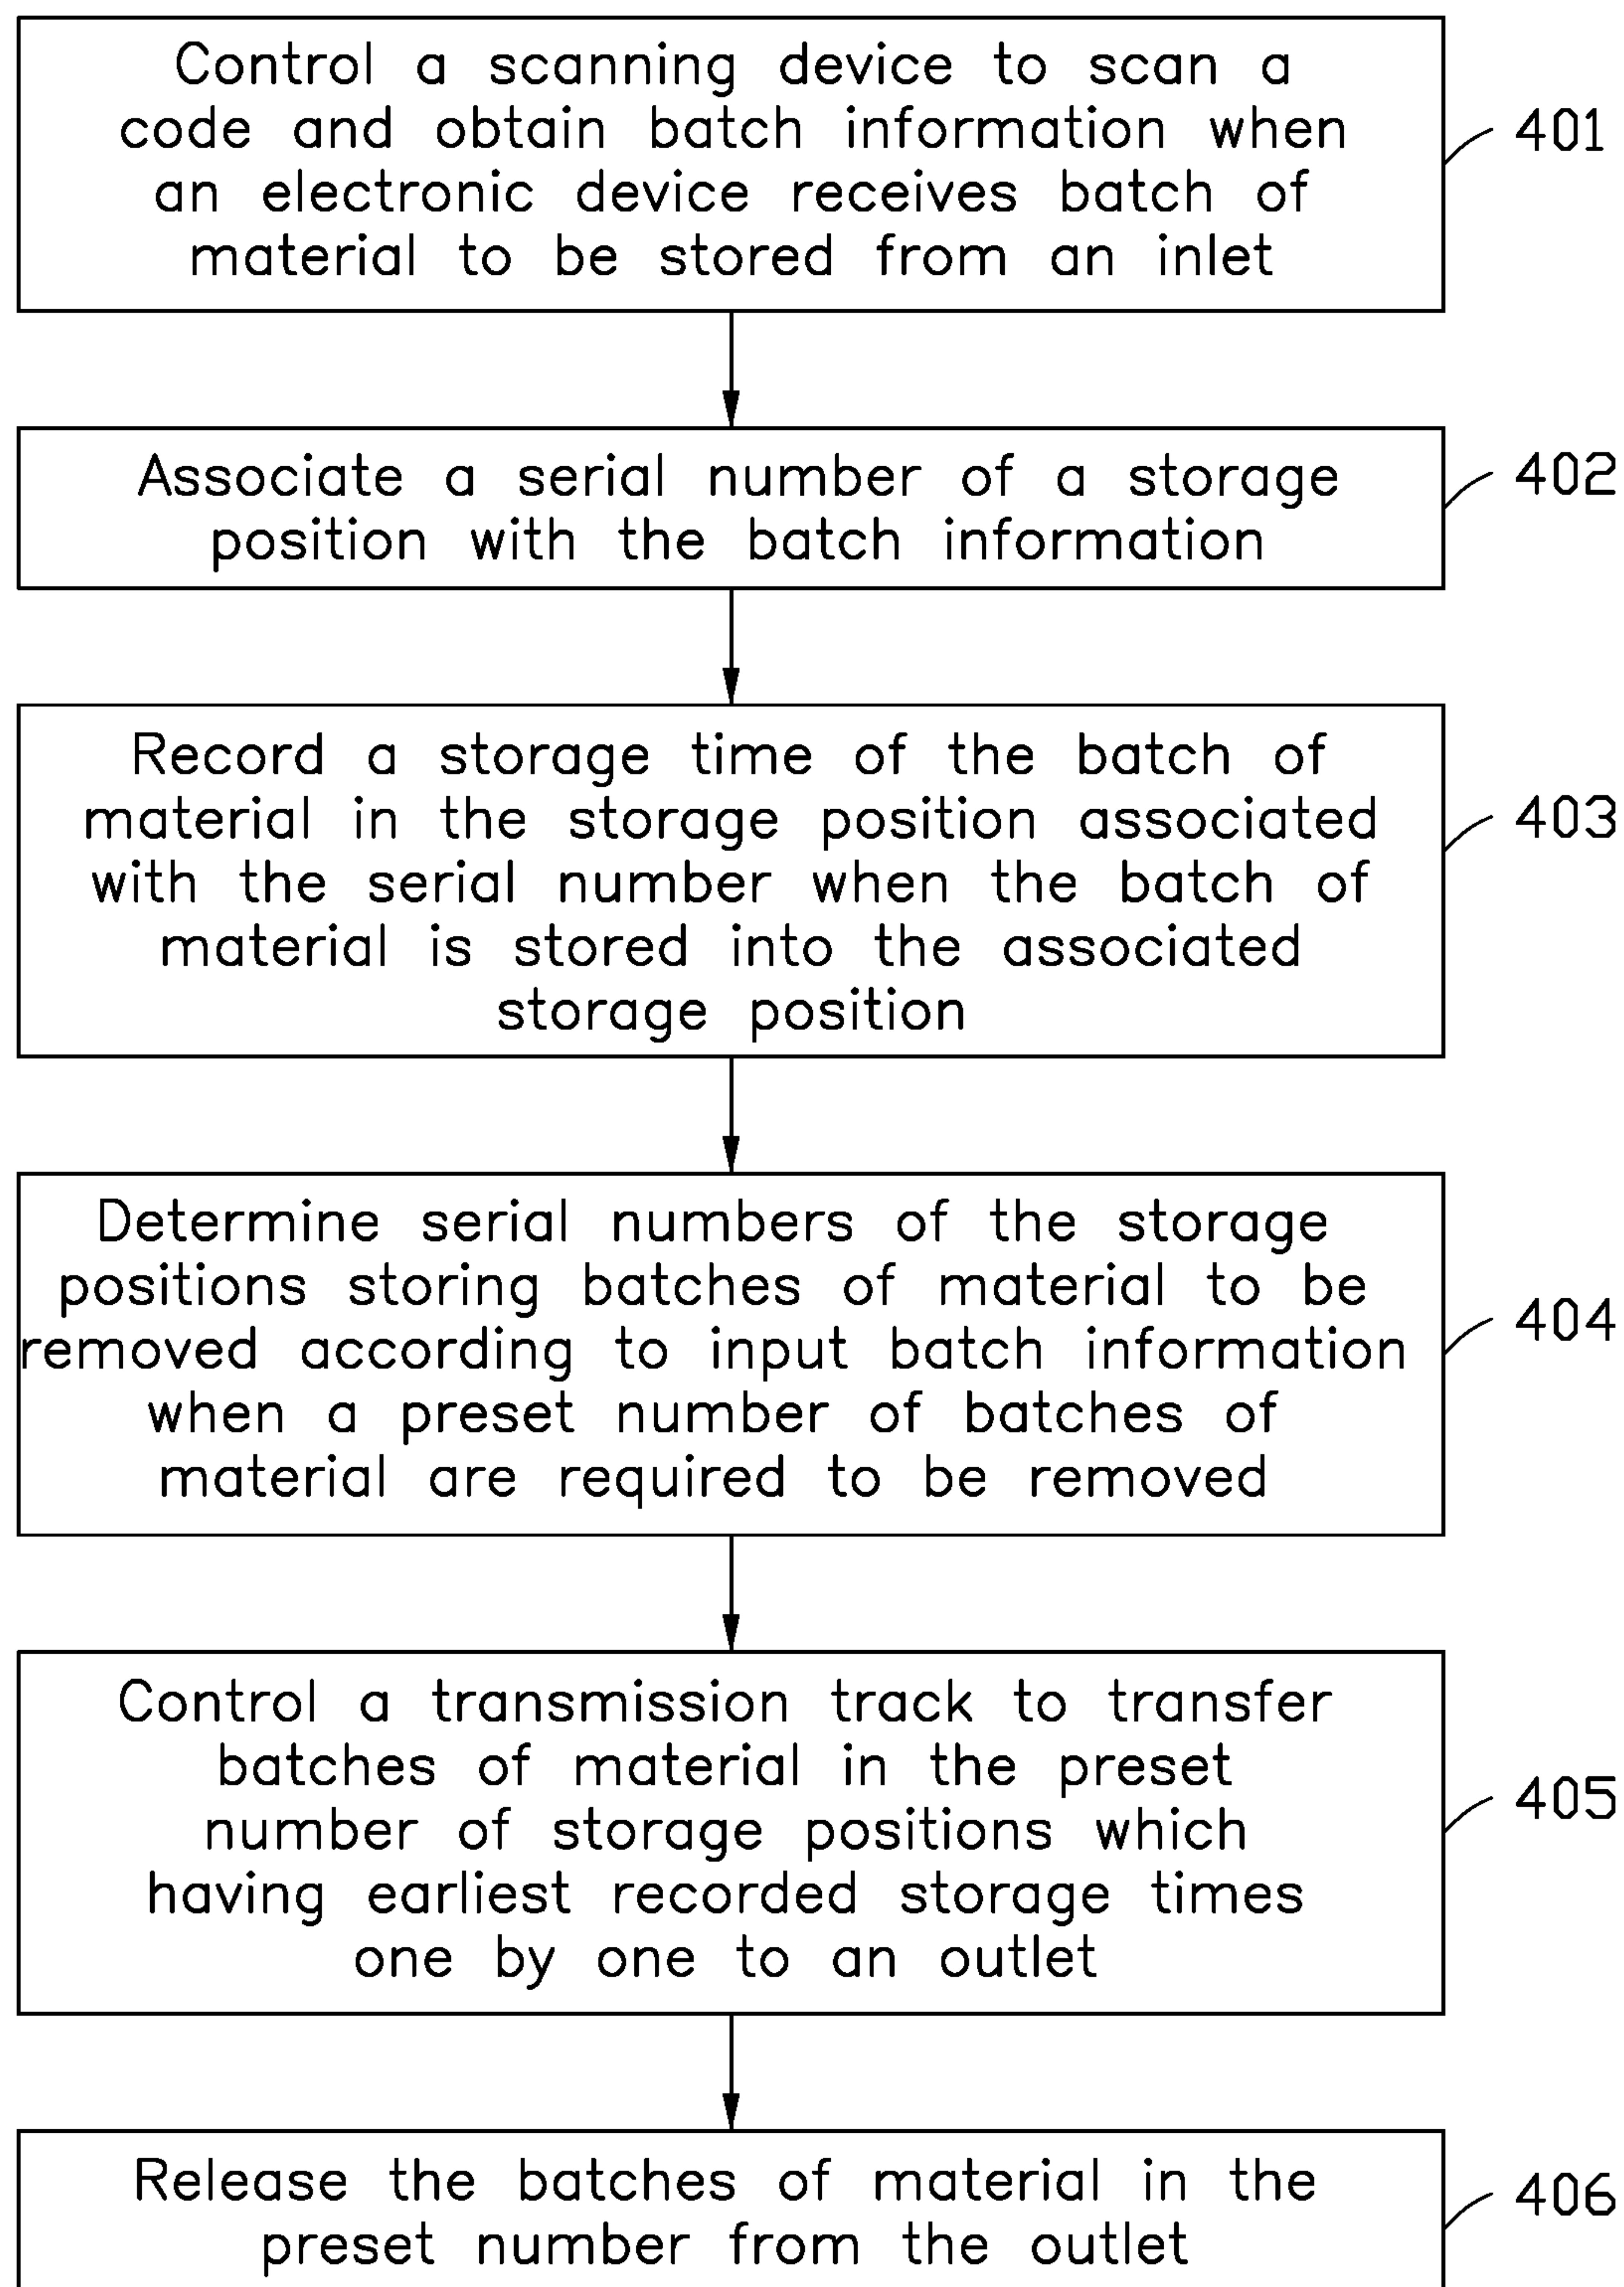 Control a scanning device to scan a
code and obtain batch information when
an electronic device receives batch of
material to be stored from an inlet
401
Associate a serial number of a storage
position with the batch information
402
Record a storage time of the batch of
material in the storage position associated
with the serial number when the batch of
material is stored into the associated
storage position
403
Determine serial numbers of the storage
positions storing batches of material to be
removed according to input batch information
when a preset number of batches of
material are required to be removed
404
Control a transmission track to transfer
batches of material in the preset
number of storage positions which
having earliest recorded storage times
one by one to an outlet
405
Release the batches of material in the
preset number from the outlet
406